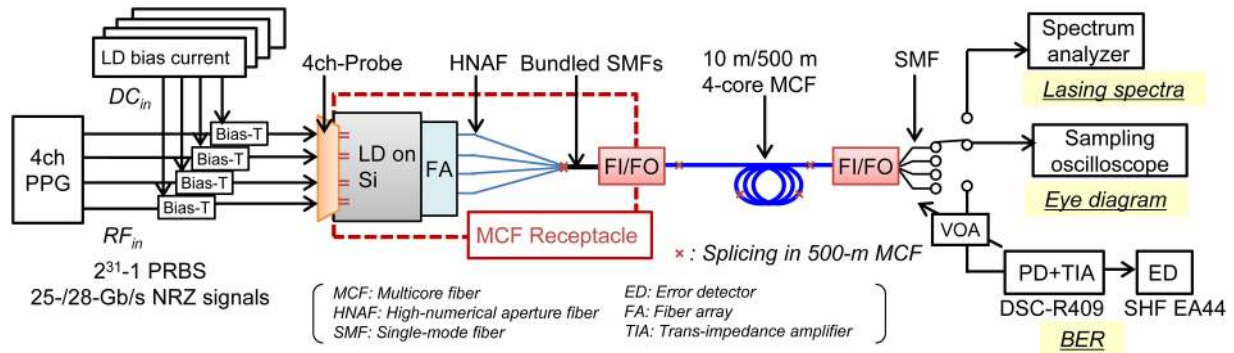 LD bias current
DC_in
4ch
PPG
Bias-T
Bias-T
Bias-T
Bias-T
RF_in
2^31-1 PRBS
25-/28-Gb/s NRZ signals
4ch-Probe
LD on
Si
FA
HNAF
Bundled SMFs
FI/FO
MCF Receptacle
10 m/500 m
4-core MCF
FI/FO
SMF
× : Splicing in 500-m MCF
Spectrum
analyzer
Lasing spectra
Sampling
oscilloscope
Eye diagram
VOA
PD+TIA
ED
DSC-R409
SHF EA44
BER
MCF: Multicore fiber
HNAF: High-numerical aperture fiber
SMF: Single-mode fiber
ED: Error detector
FA: Fiber array
TIA: Trans-impedance amplifier